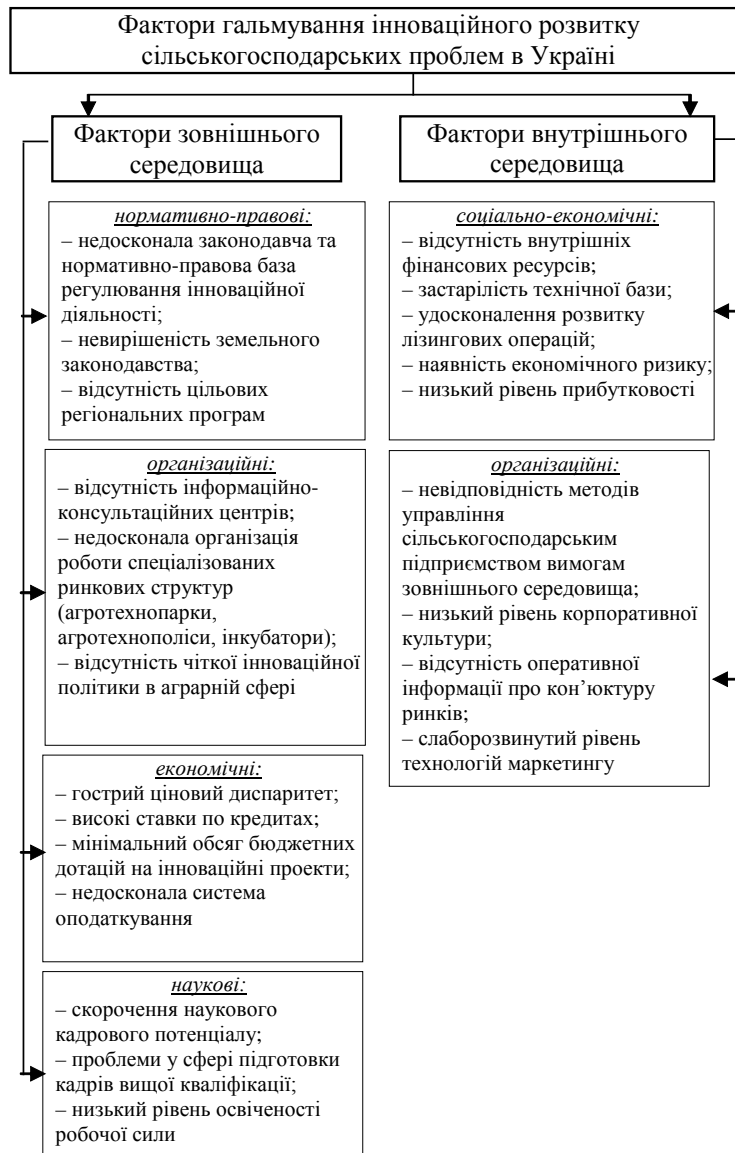 Фактори гальмування інноваційного розвитку
сільськогосподарських проблем в Україні
Фактори зовнішнього
середовища
нормативно-правові:
– недосконала законодавча та
нормативно-правова база
регулювання інноваційної
діяльності;
– невирішеність земельного
законодавства;
– відсутність цільових
регіональних програм
організаційні:
– відсутність інформаційно-
консультаційних центрів;
– недосконала організація
роботи спеціалізованих
ринкових структур
(агротехнопарки,
агротехнополіси, інкубатори);
– відсутність чіткої інноваційної
політики в аграрній сфері
економічні:
– гострий ціновий диспаритет;
– високі ставки по кредитах;
– мінімальний обсяг бюджетних
дотацій на інноваційні проекти;
– недосконала система
оподаткування
наукові:
– скорочення наукового
кадрового потенціалу;
– проблеми у сфері підготовки
кадрів вищої кваліфікації;
– низький рівень освіченості
робочої сили
Фактори внутрішнього
середовища
соціально-економічні:
– відсутність внутрішніх
фінансових ресурсів;
– застарілість технічної бази;
– удосконалення розвитку
лізингових операцій;
– наявність економічного ризику;
– низький рівень прибутковості
організаційні:
– невідповідність методів
управління
сільськогосподарським
підприємством вимогам
зовнішнього середовища;
– низький рівень корпоративної
культури;
– відсутність оперативної
інформації про кон’юктуру
ринків;
– слаборозвинутий рівень
технологій маркетингу